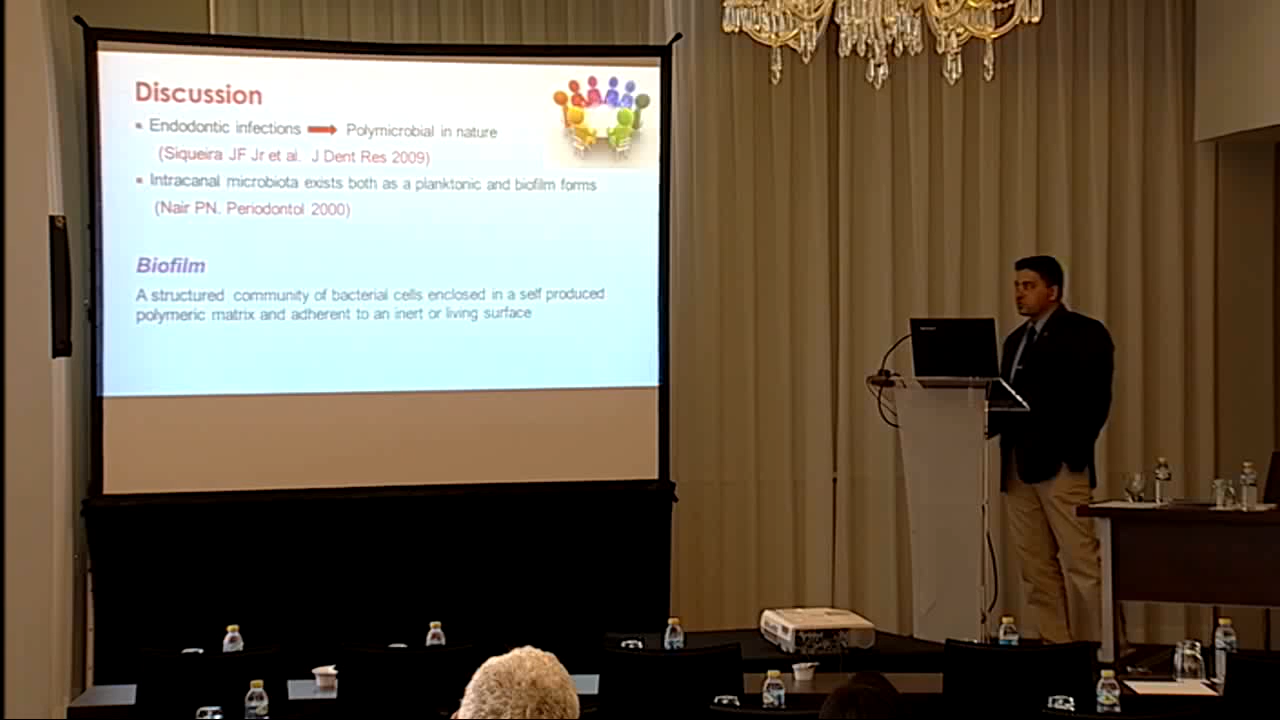 Discussion
Endodontic infections Polymicrobial in nature
(Siqueira JF Jr et al. J Dent Res 2009)
Intracanal microbiota exists both as a planktonic and biofilm forms
(Nair PN. Periodontol 2000)
Biofilm
A structured community of bacterial cells enclosed in a self produced
polymeric matrix and adherent to an inert or living surface